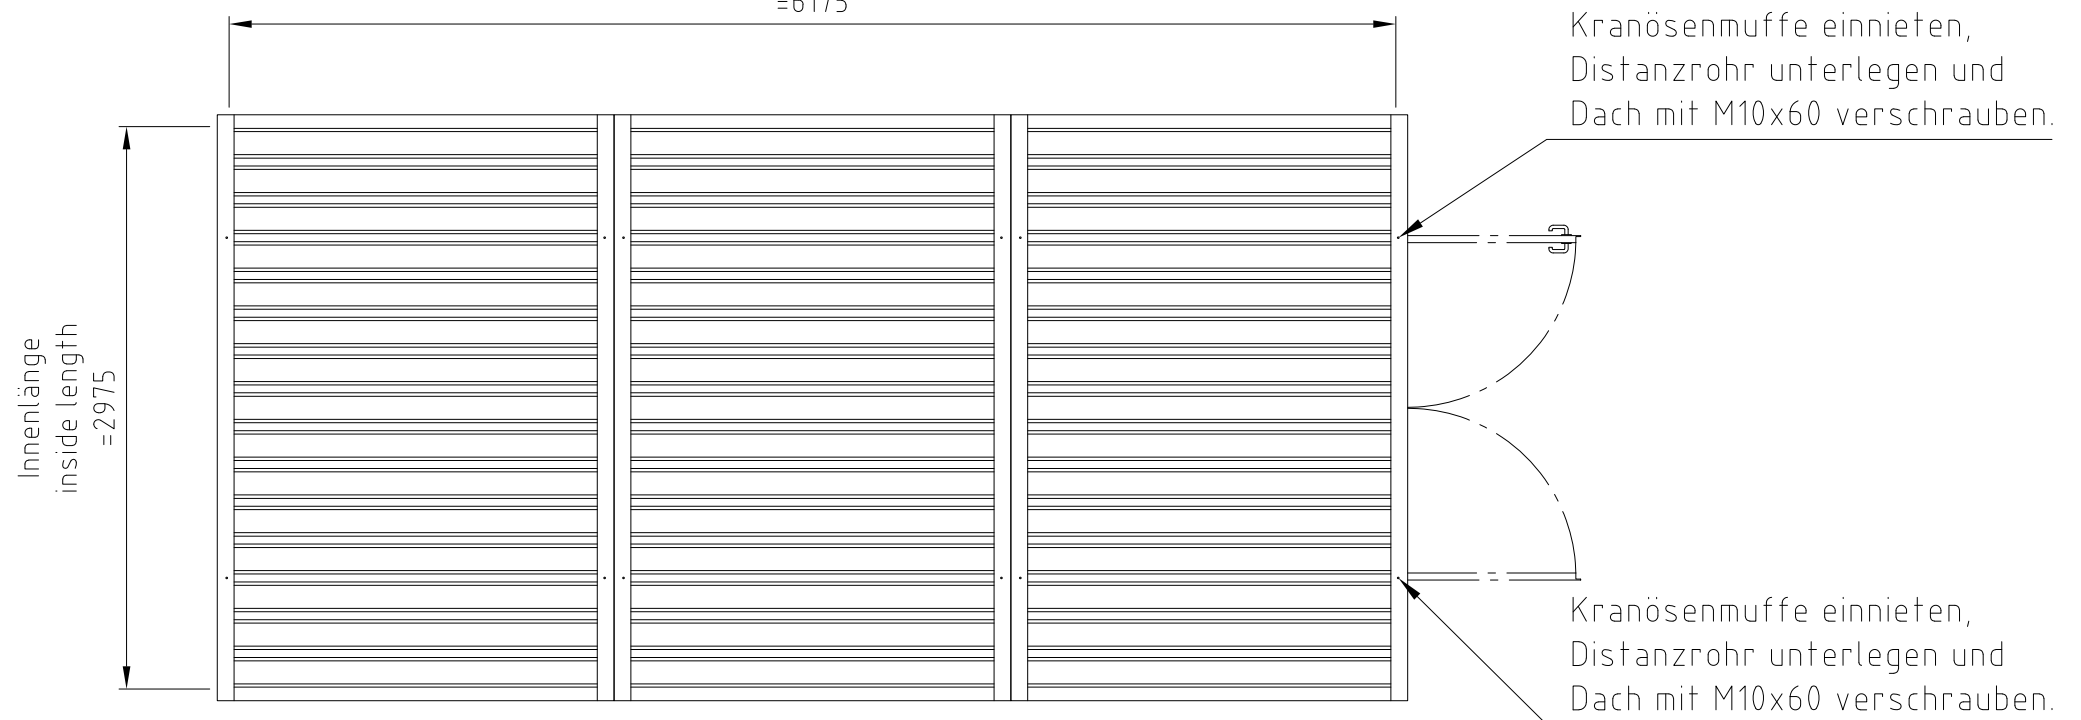 =6175
Kranösenmuffe einnieten,
Distanzrohr unterlegen und
Dach mit M10x60 verschrauben.
Innenlänge
inside length
=2975
Kranösenmuffe einnieten,
Distanzrohr unterlegen und
Dach mit M10x60 verschrauben.